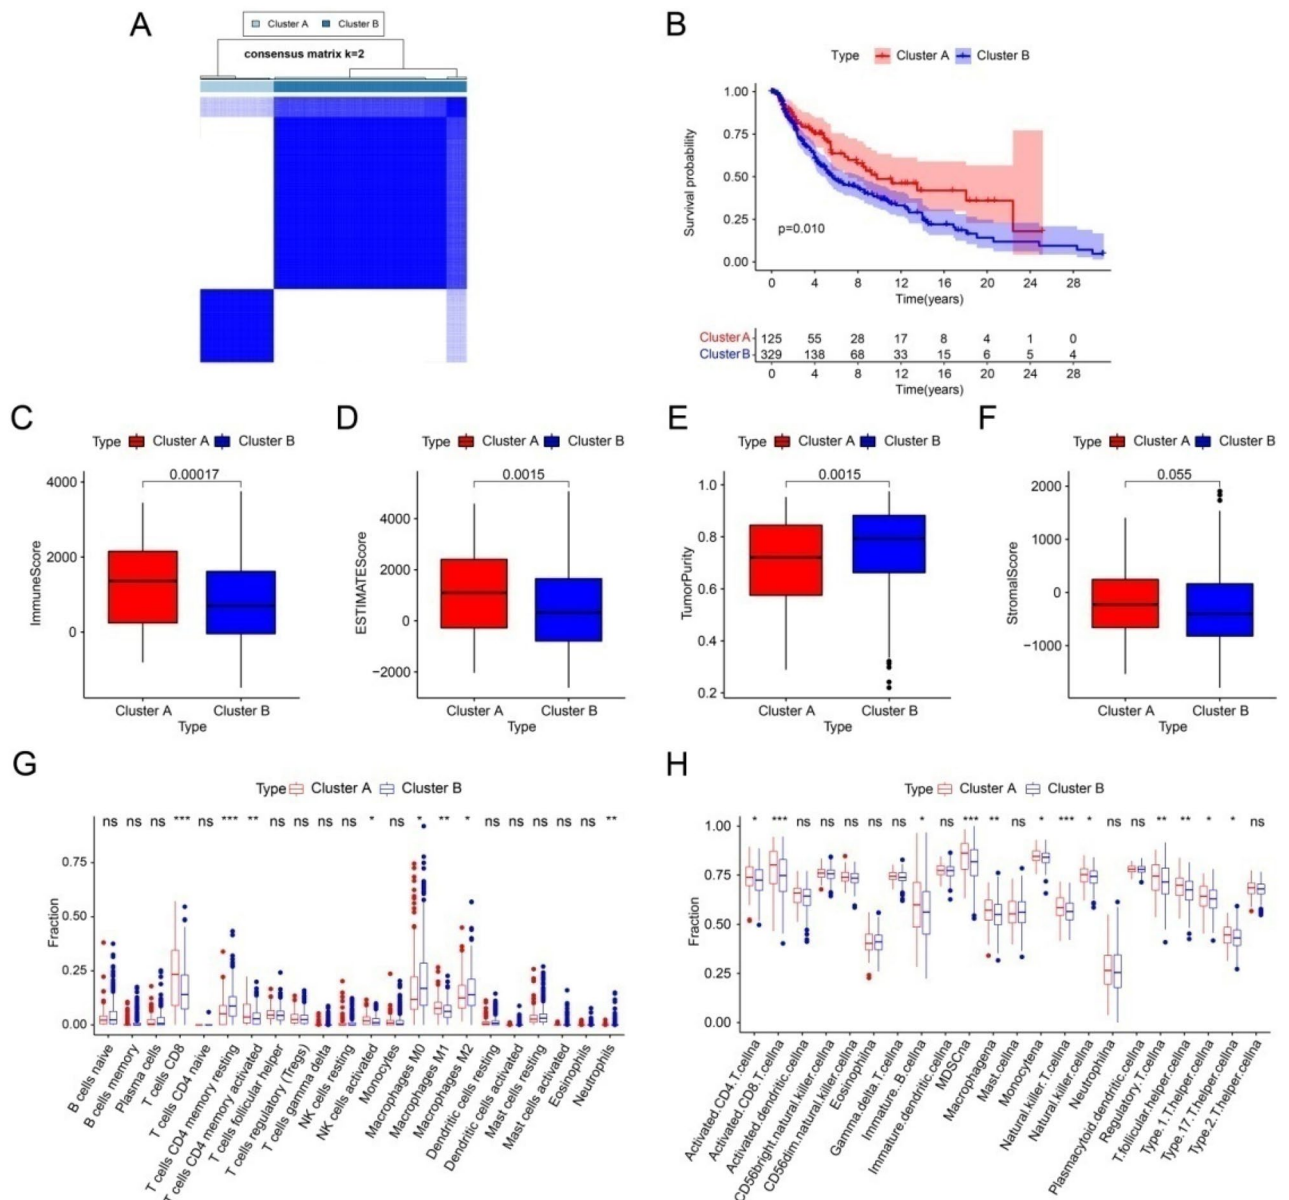 A
Cluster A Cluster B
consensus matrix k=2
B
Type Cluster A Cluster B
1.00
0.75
0.50
0.25
0.00
Survival probability
p=0.010
0 4 8 12 16 20 24 28
Time(years)
Cluster A 125 55 28 17 8 4 1 0
Cluster B 329 138 68 33 15 6 5 4
0 4 8 12 16 20 24 28
Time(years)
C
Type Cluster A Cluster B
0.00017
4000
2000
0
ImmuneScore
Cluster A Cluster B
Type
D
Type Cluster A Cluster B
0.0015
4000
2000
0
−2000
ESTIMATEScore
Cluster A Cluster B
Type
E
Type Cluster A Cluster B
0.0015
1.0
0.8
0.6
0.4
0.2
TumorPurity
Cluster A Cluster B
Type
F
Type Cluster A Cluster B
0.055
2000
1000
0
−1000
StromalScore
Cluster A Cluster B
Type
G
Type Cluster A Cluster B
ns ns ns *** ns *** ** ns ns ns ns * ns * ** * ns ns ns ns ns **
0.75
0.50
0.25
0.00
Fraction
B cells naive
B cells memory
Plasma cells
T cells CD8
T cells CD4 naive
T cells CD4 memory resting
T cells CD4 memory activated
T cells follicular helper
T cells regulatory (Tregs)
T cells gamma delta
NK cells resting
NK cells activated
Monocytes
Macrophages M0
Macrophages M1
Macrophages M2
Dendritic cells resting
Dendritic cells activated
Mast cells resting
Mast cells activated
Eosinophils
Neutrophils
H
Type Cluster A Cluster B
* *** ns ns ns ns ns * ns *** ** ns * *** * ns ns ** ** * * ns
1.00
0.75
0.50
0.25
0.00
Fraction
Activated.CD4.T.cellna
Activated.CD8.T.cellna
Activated.dendritic.cellna
CD56bright.natural.killer.cellna
CD56dim.natural.killer.cellna
Eosinophilna
Gamma.delta.T.cellna
Immature..B.cellna
Immature.dendritic.cellna
MDSCna
Macrophagena
Mast.cellna
Monocytena
Natural.killer.T.cellna
Natural.killer.cellna
Neutrophilna
Plasmacytoid.dendritic.cellna
Regulatory.T.cellna
T.follicular.helper.cellna
Type.1.T.helper.cellna
Type.17.T.helper.cellna
Type.2.T.helper.cellna